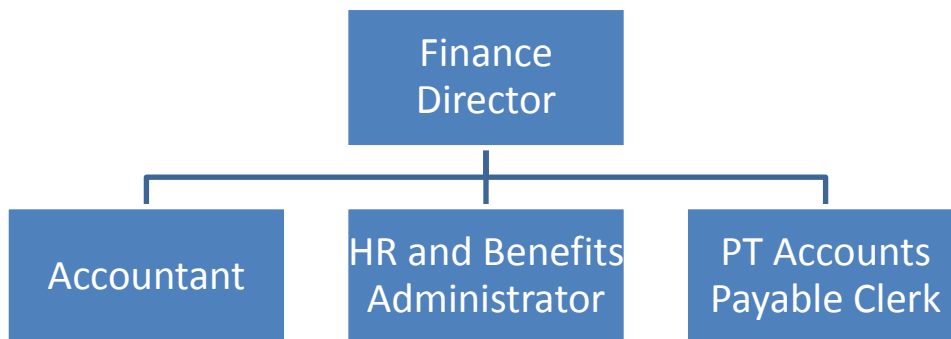 Finance
Director
Accountant
HR and Benefits
Administrator
PT Accounts
Payable Clerk